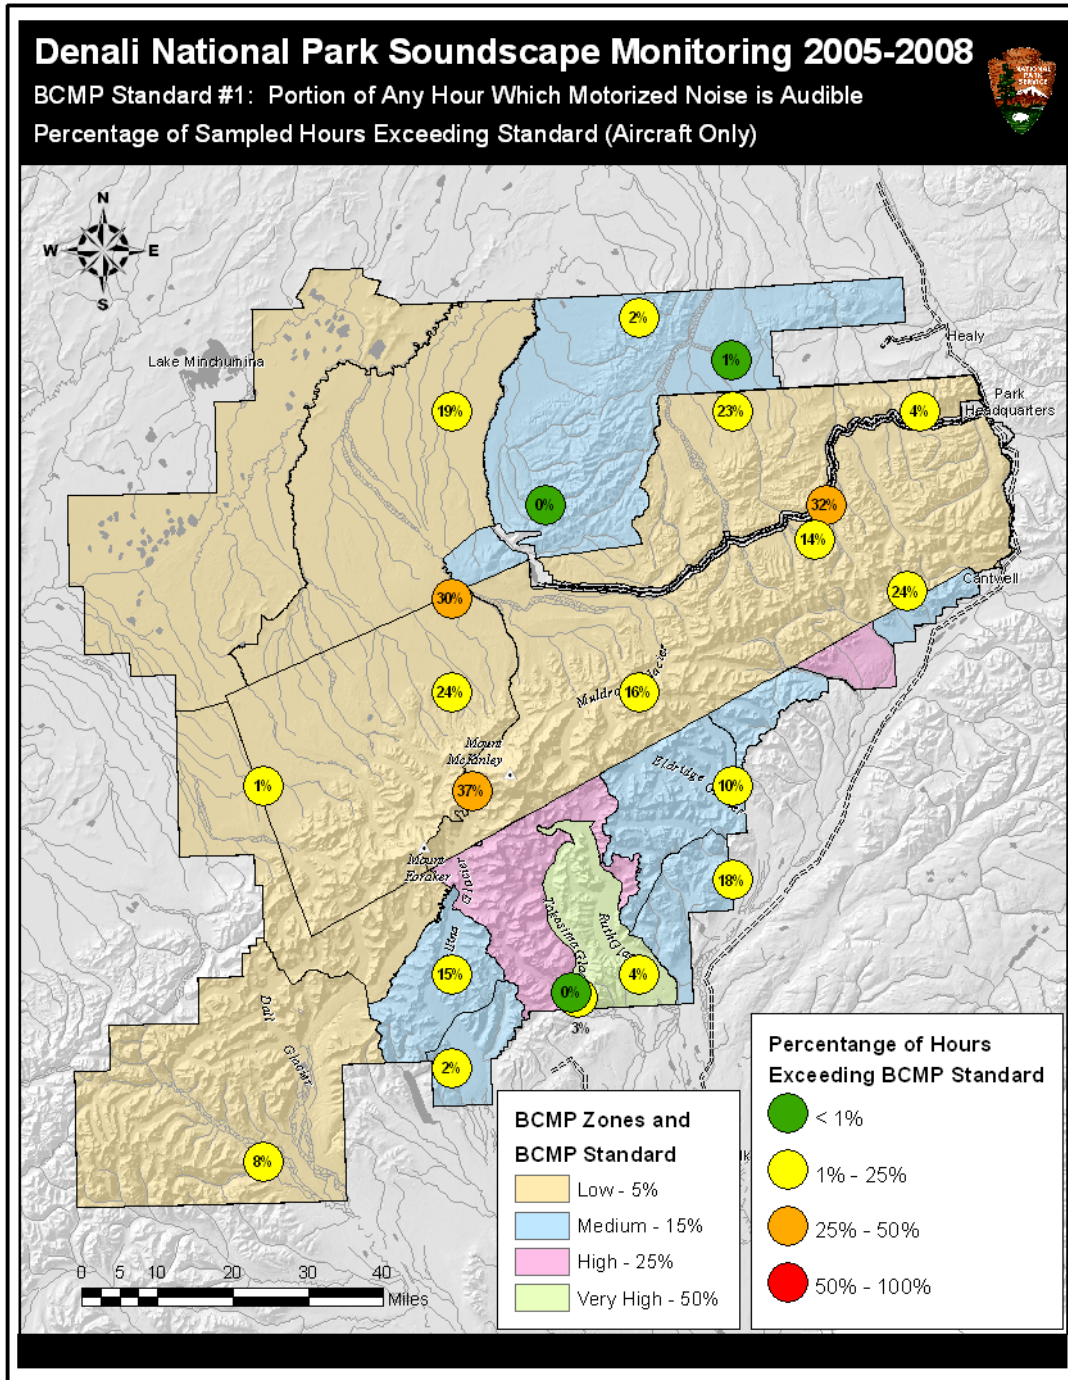 Denali National Park Soundscape Monitoring 2005-2008
BCMP Standard #1: Portion of Any Hour Which Motorized Noise is Audible
Percentage of Sampled Hours Exceeding Standard (Aircraft Only)
NATIONAL
PARK
SERVICE
N
W
E
S
2%
Healy
Lake Minchumina
1%
Park
Headquarters
19%
23%
4%
0%
32%
14%
Cantwell
24%
30%
24%
16%
Mount
McKinley
Eldridge
1%
37%
10%
Mount
Foraker
Glacier
18%
Tokositna
Ruth
15%
4%
0%
3%
Dall
Glacier
2%
8%
0 5 10 20 30 40
Miles
BCMP Zones and
BCMP Standard
Low - 5%
Medium - 15%
High - 25%
Very High - 50%
Percentange of Hours
Exceeding BCMP Standard
< 1%
1% - 25%
25% - 50%
50% - 100%